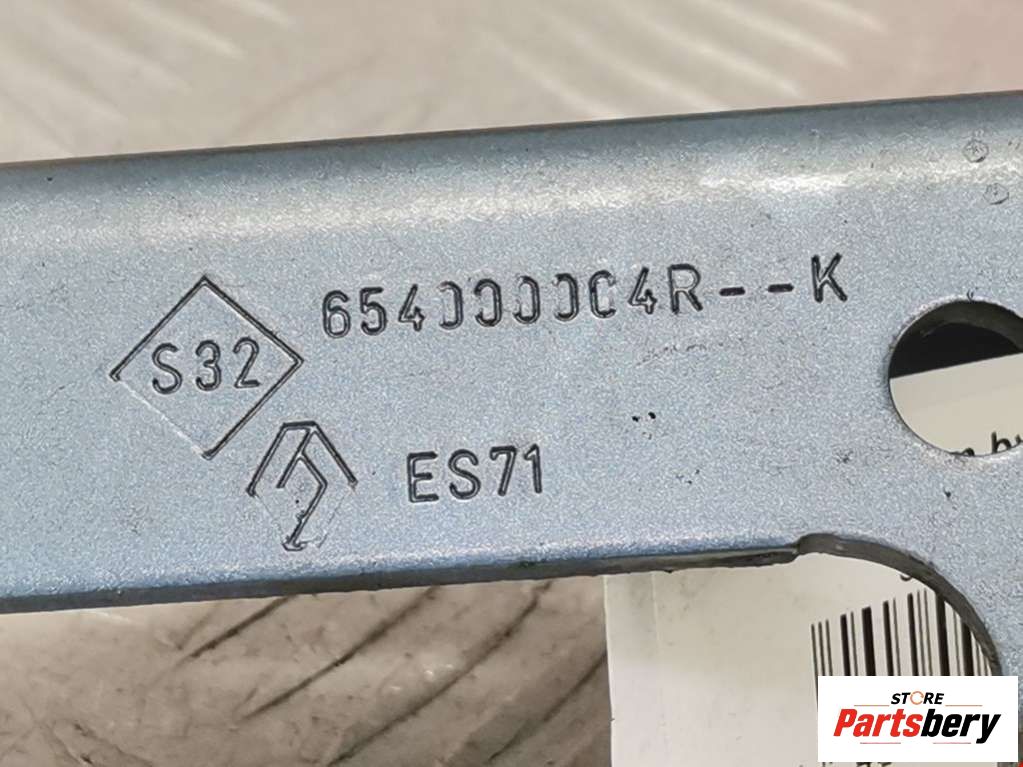 654000004R--K
S32
ES71
STORE
Partsbery